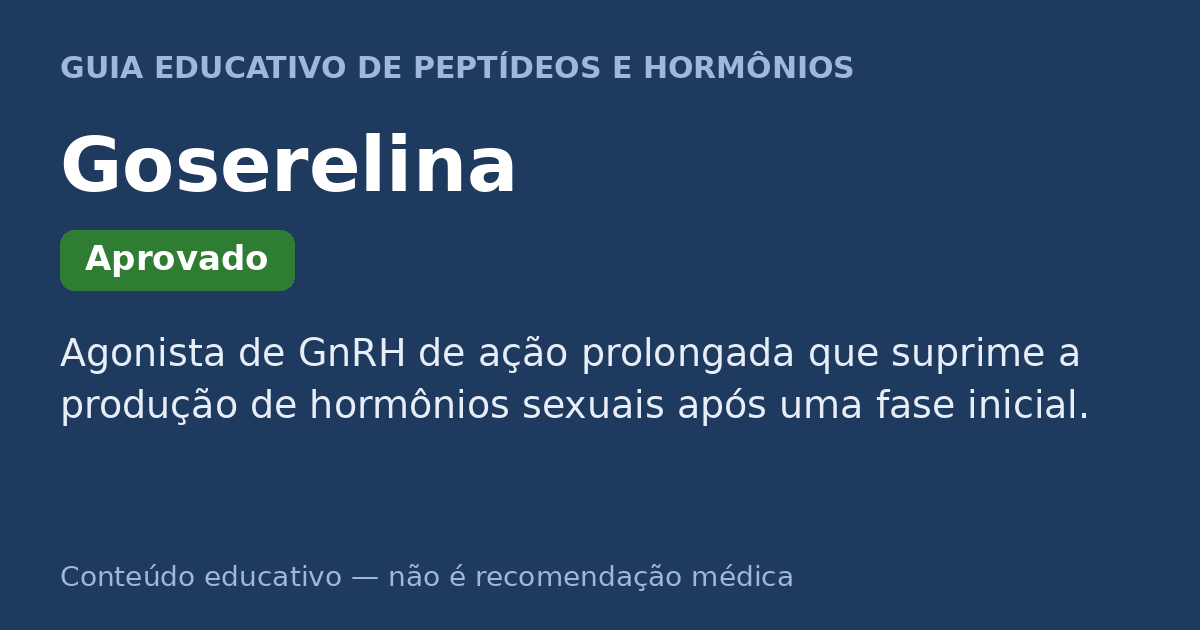 GUIA EDUCATIVO DE PEPTÍDEOS E HORMÔNIOS
Goserelina
Aprovado
Agonista de GnRH de ação prolongada que suprime a
produção de hormônios sexuais após uma fase inicial.
Conteúdo educativo — não é recomendação médica